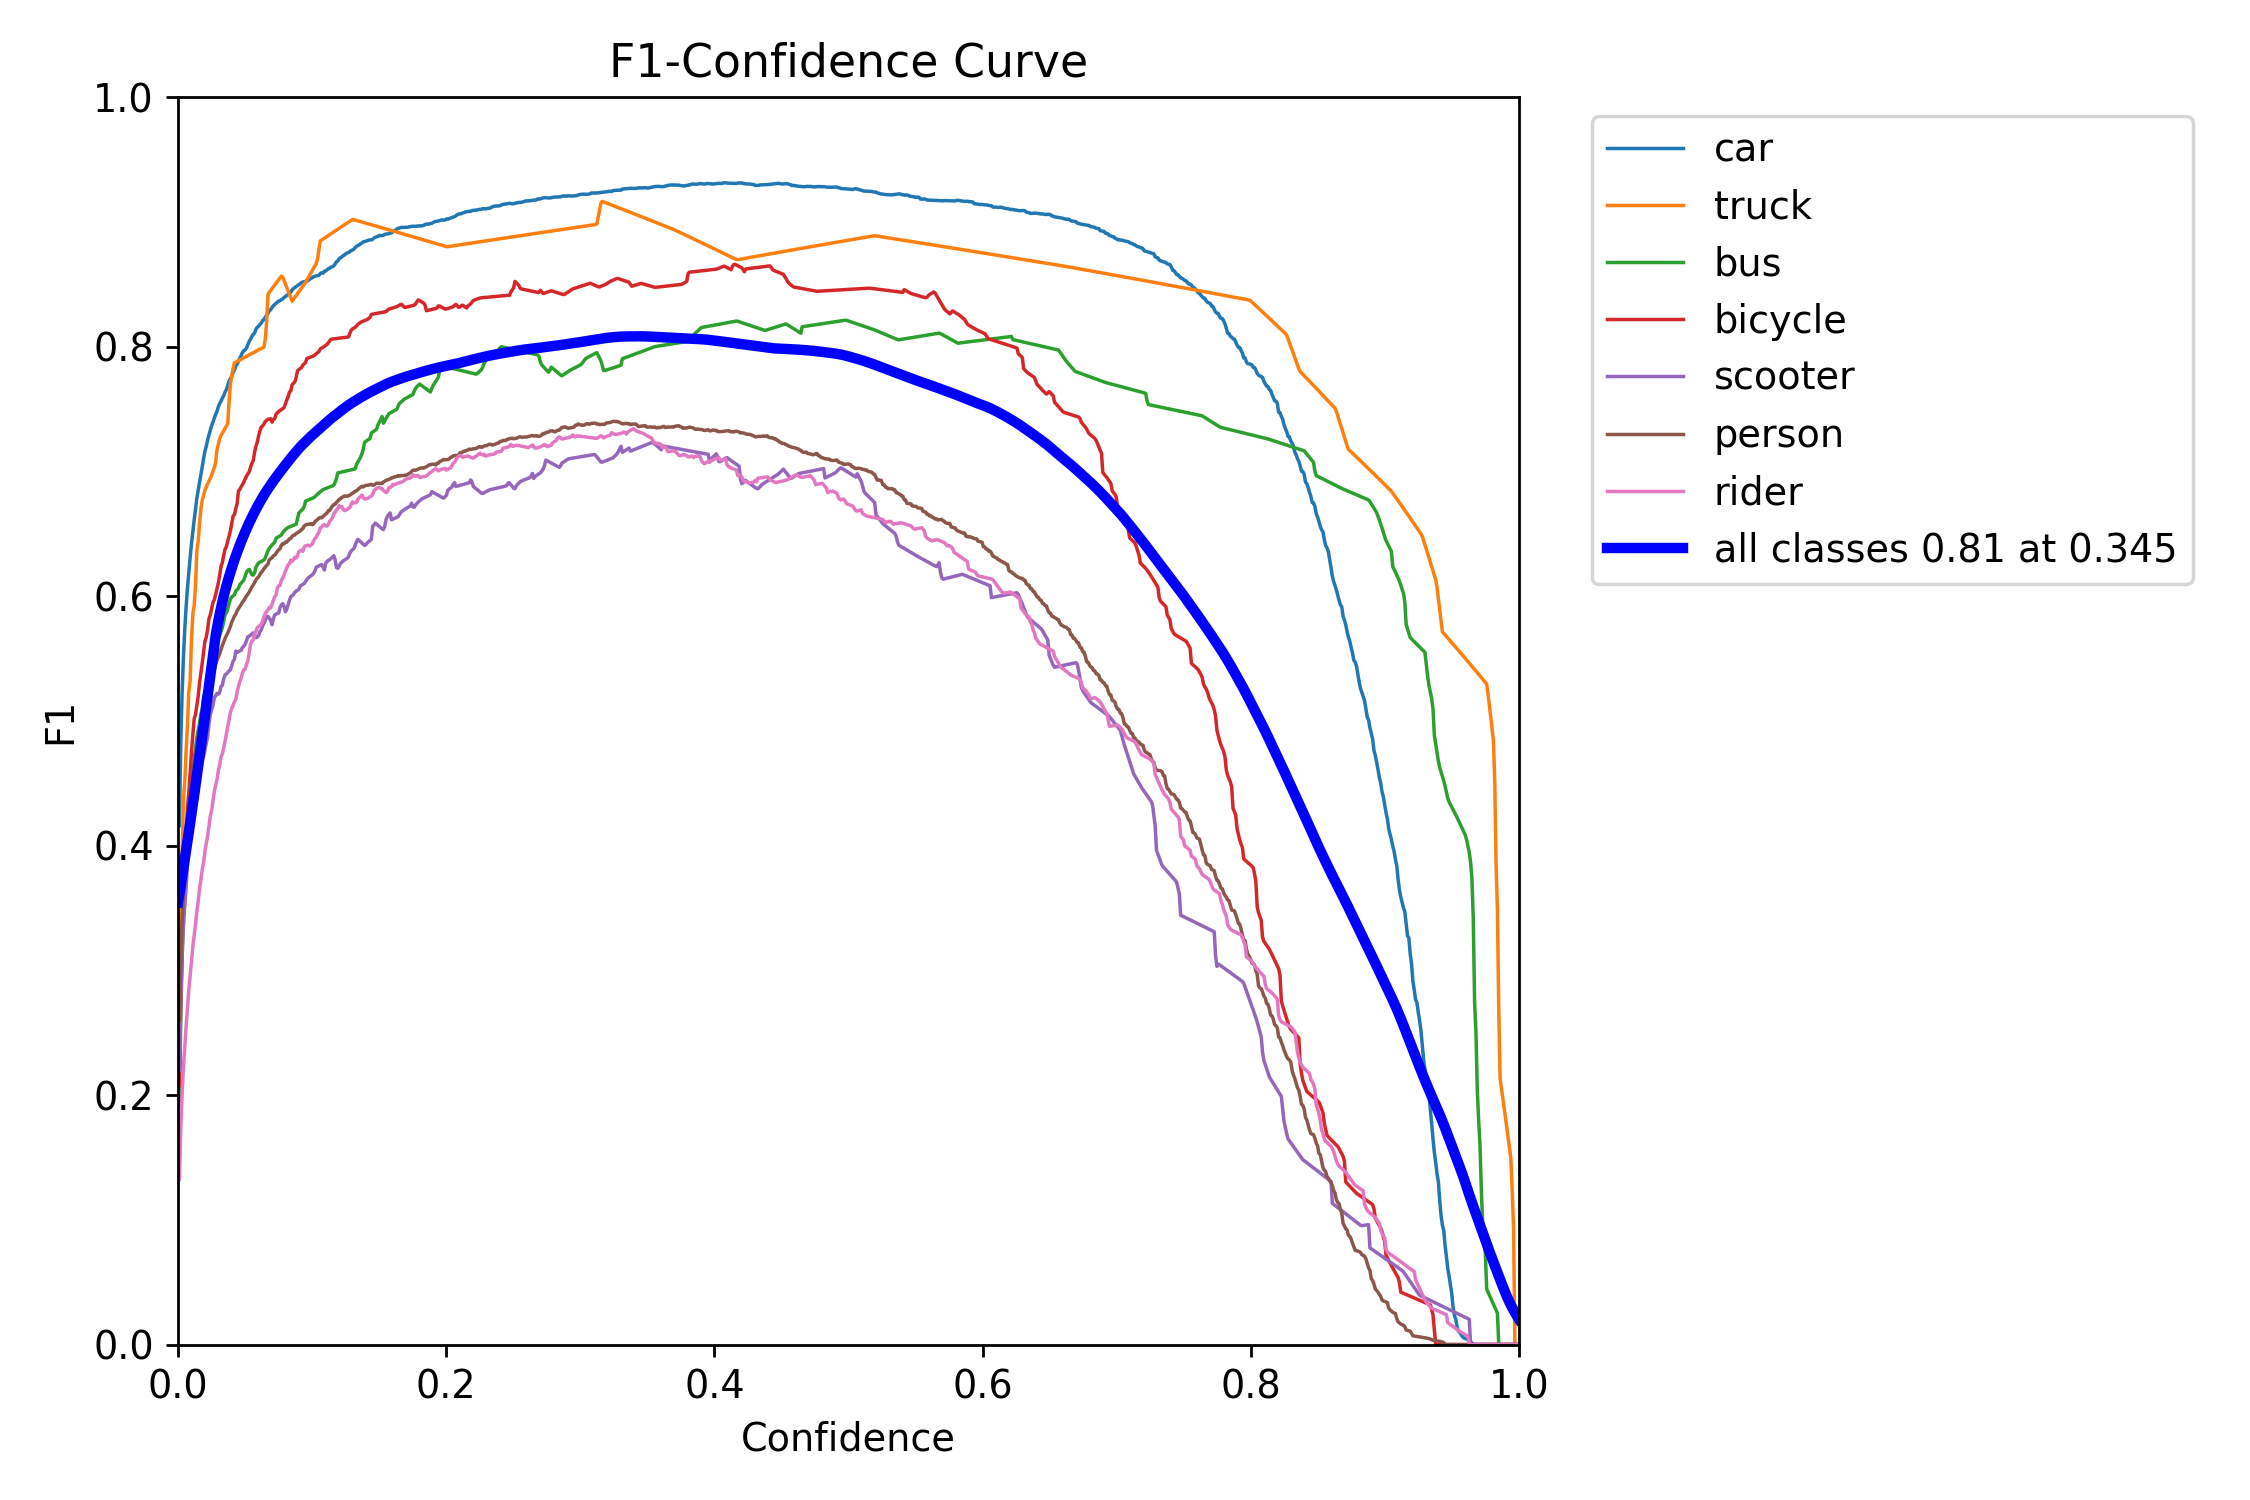 F1-Confidence Curve
1.0
0.8
0.6
0.4
0.2
0.0
F1
0.0 0.2 0.4 0.6 0.8 1.0
Confidence
car
truck
bus
bicycle
scooter
person
rider
all classes 0.81 at 0.345